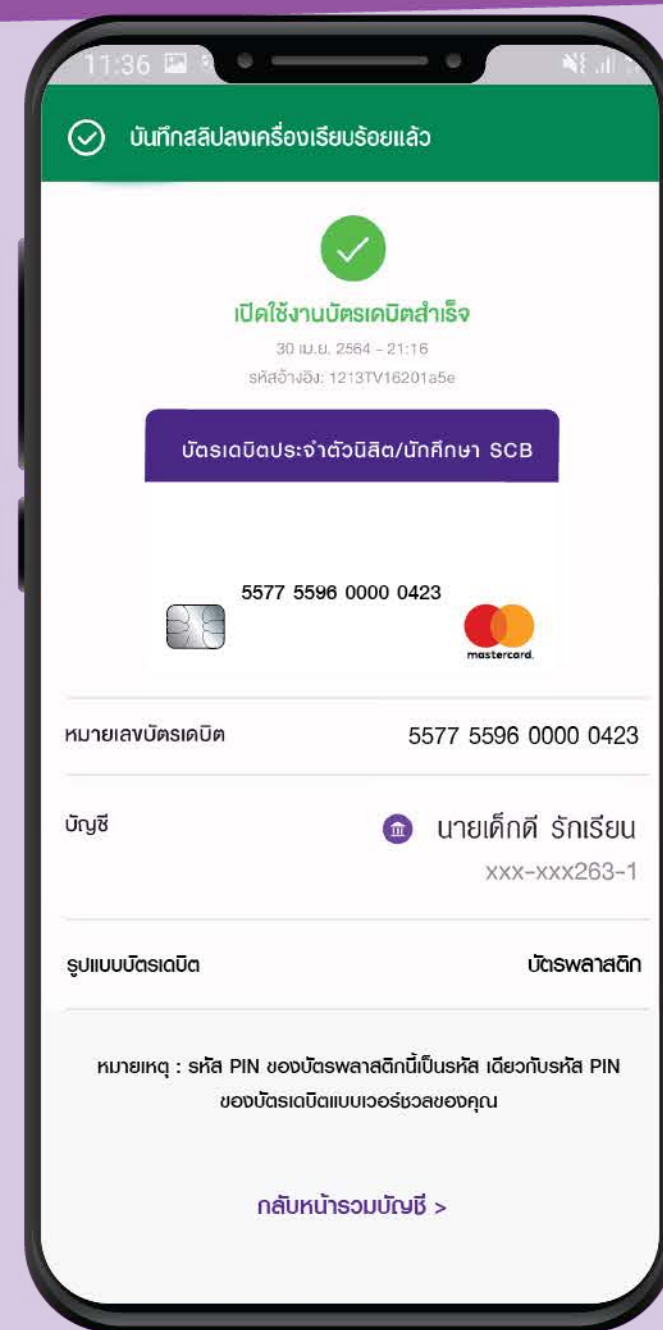 11:36
บันทึกสลิปลงเครื่องเรียบร้อยแล้ว
เปิดใช้งานบัตรเดบิตสำเร็จ
30 เม.ย. 2564 - 21:16
รหัสอ้างอิง: 1213TV16201a5e
บัตรเดบิตประจำตัวนิสิต/นักศึกษา SCB
5577 5596 0000 0423
mastercard.
หมายเลขบัตรเดบิต 5577 5596 0000 0423
บัญชี นายเด็กดี รักเรียน
xxx-xxx263-1
รูปแบบบัตรเดบิต บัตรพลาสติก
หมายเหตุ : รหัส PIN ของบัตรพลาสติกนี้เป็นรหัส เดียวกับรหัส PIN
ของบัตรเดบิตแบบเวอร์ชวลของคุณ
กลับหน้ารวมบัญชี >